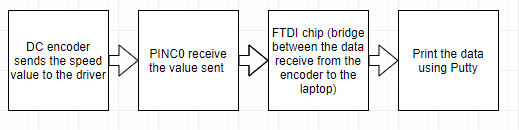 DC encoder
sends the speed
value to the driver
PINC0 receive
the value sent
FTDI chip (bridge
between the data
receive from the
encoder to the
laptop)
Print the data
using Putty